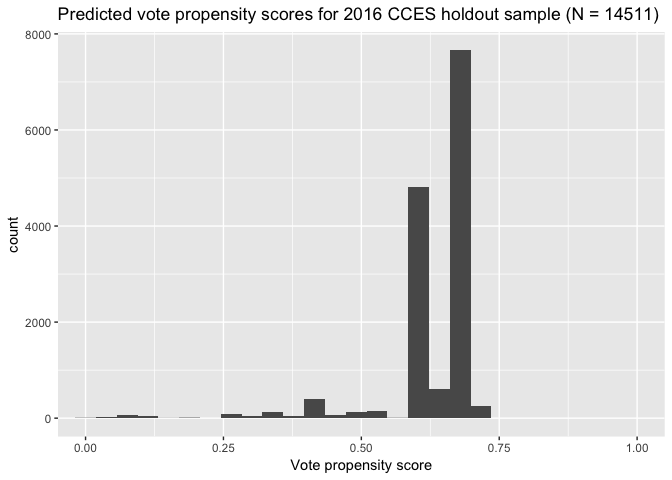 Predicted vote propensity scores for 2016 CCES holdout sample (N = 14511)
8000
6000
4000
2000
0
count
0.00 0.25 0.50 0.75 1.00
Vote propensity score